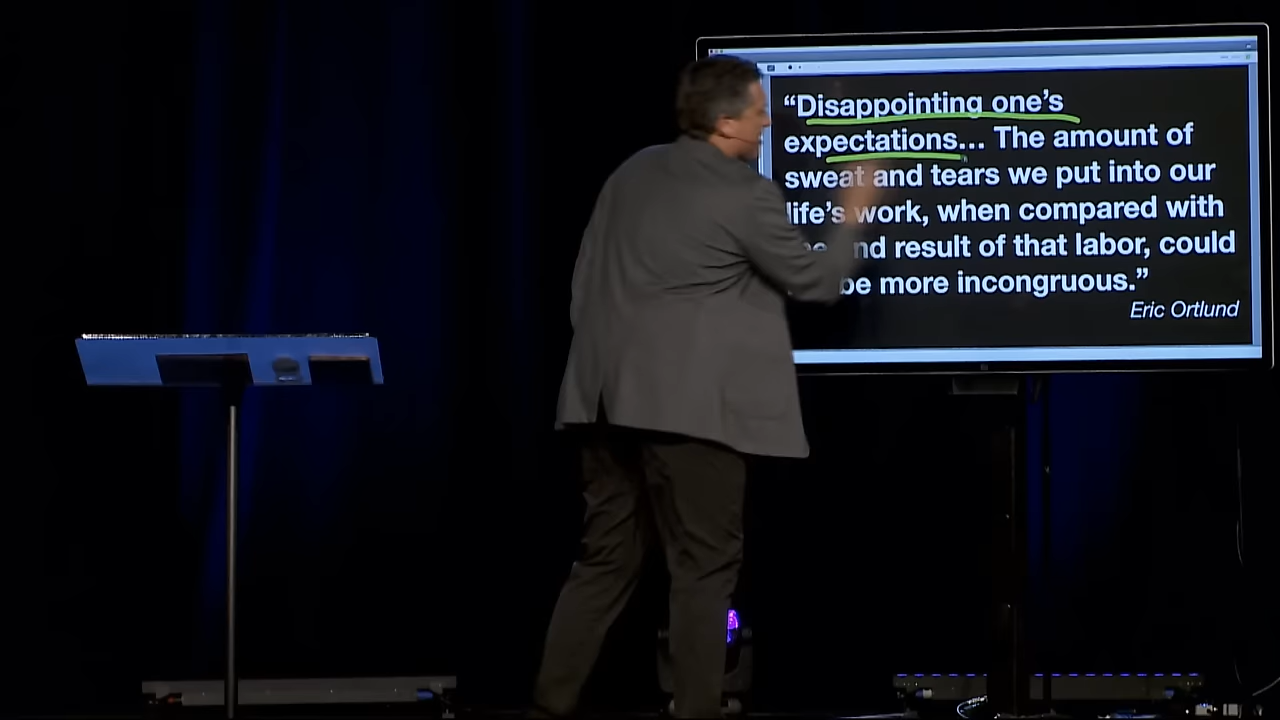 “Disappointing one’s
expectations... The amount of
sweat and tears we put into our
life’s work, when compared with
result of that labor, could
be more incongruous.”
Eric Ortlund